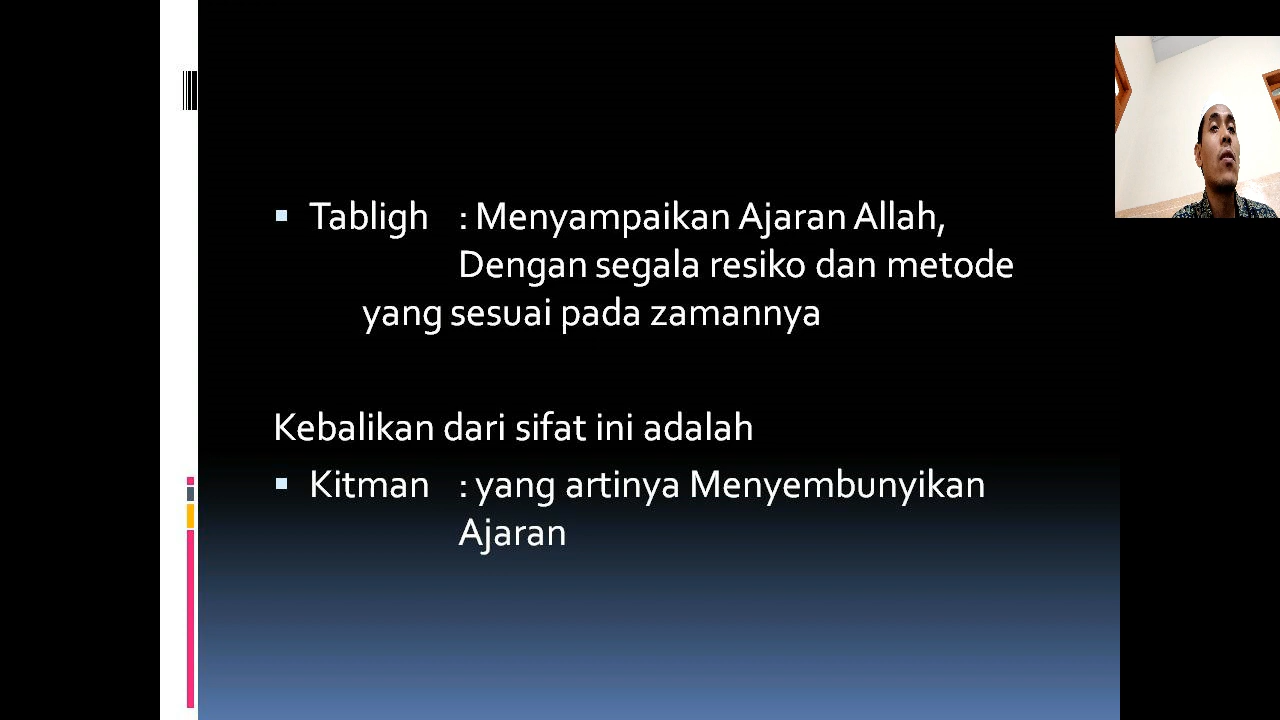 Tabligh : Menyampaikan Ajaran Allah,
Dengan segala resiko dan metode
yang sesuai pada zamannya
Kebalikan dari sifat ini adalah
Kitman : yang artinya Menyembunyikan
Ajaran